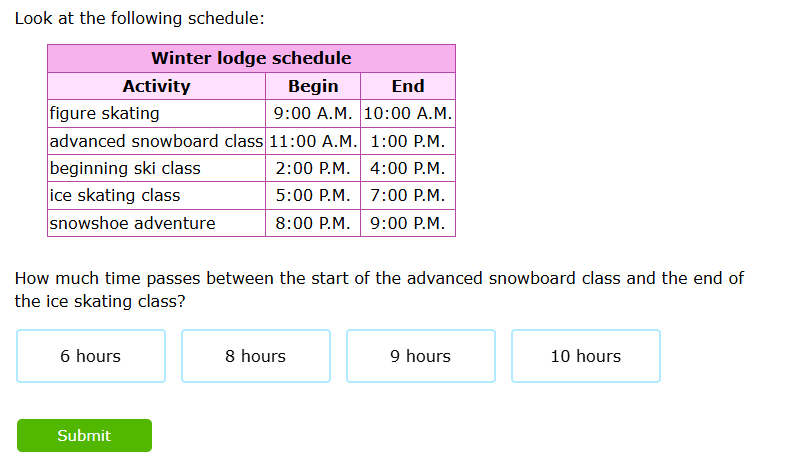 Look at the following schedule:
Winter lodge schedule
Activity Begin End
figure skating 9:00 A.M. 10:00 A.M.
advanced snowboard class 11:00 A.M. 1:00 P.M.
beginning ski class 2:00 P.M. 4:00 P.M.
ice skating class 5:00 P.M. 7:00 P.M.
snowshoe adventure 8:00 P.M. 9:00 P.M.
How much time passes between the start of the advanced snowboard class and the end of
the ice skating class?
6 hours 8 hours 9 hours 10 hours
Submit